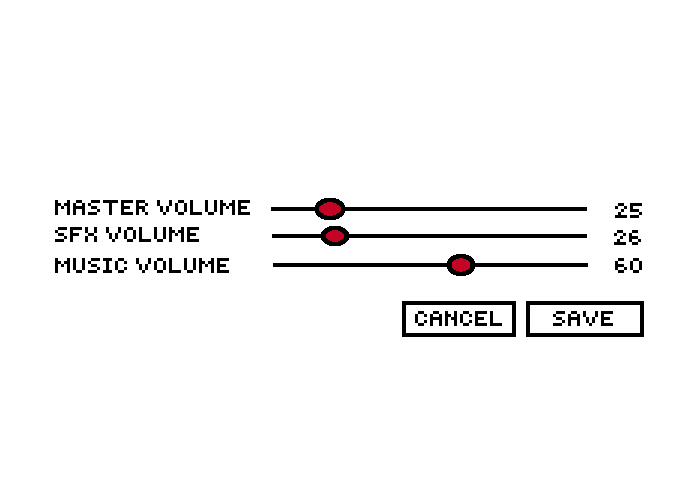 MASTER VOLUME 25
SFX VOLUME 26
MUSIC VOLUME 60
CANCEL SAVE